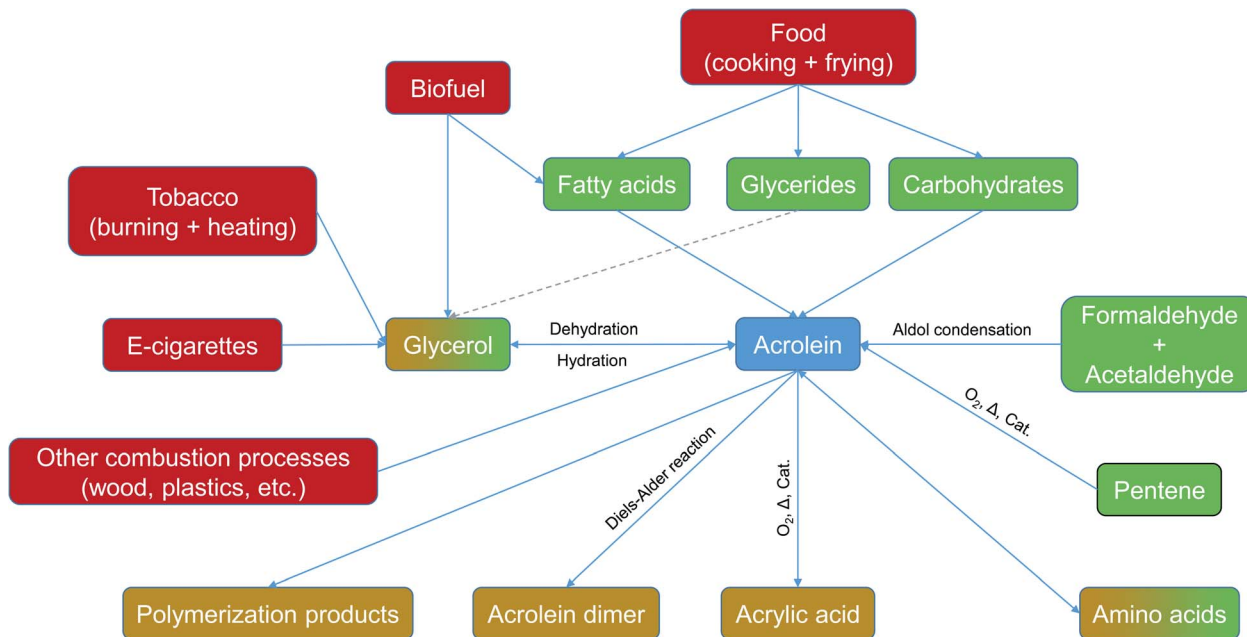 Food
(cooking + frying)
Biofuel
Fatty acids
Glycerides
Carbohydrates
Tobacco
(burning + heating)
E-cigarettes
Glycerol
Dehydration
Hydration
Acrolein
Aldol condensation
Formaldehyde
+
Acetaldehyde
O₂, Δ, Cat.
Pentene
Other combustion processes
(wood, plastics, etc.)
Diels-Alder reaction
O₂, Δ, Cat.
Polymerization products
Acrolein dimer
Acrylic acid
Amino acids